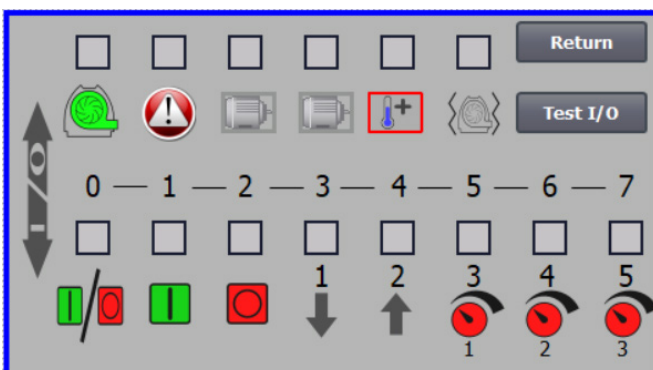 Return
Test I/O
I/O
0 — 1 — 2 — 3 — 4 — 5 — 6 — 7
1 2 3 4 5
1 2 3